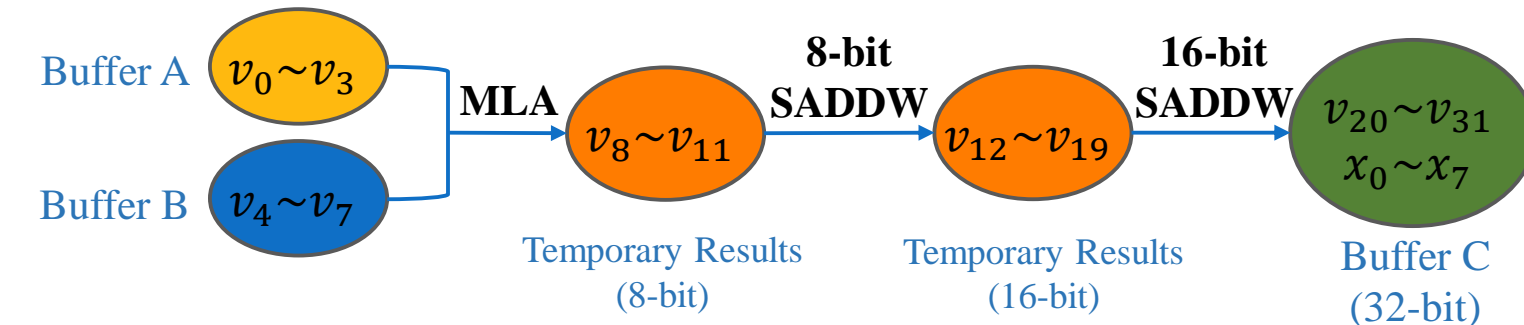 Buffer A
v₀~v₃
Buffer B
v₄~v₇
MLA
v₈~v₁₁
Temporary Results
(8-bit)
8-bit
SADDW
v₁₂~v₁₉
Temporary Results
(16-bit)
16-bit
SADDW
v₂₀~v₃₁
x₀~x₇
Buffer C
(32-bit)